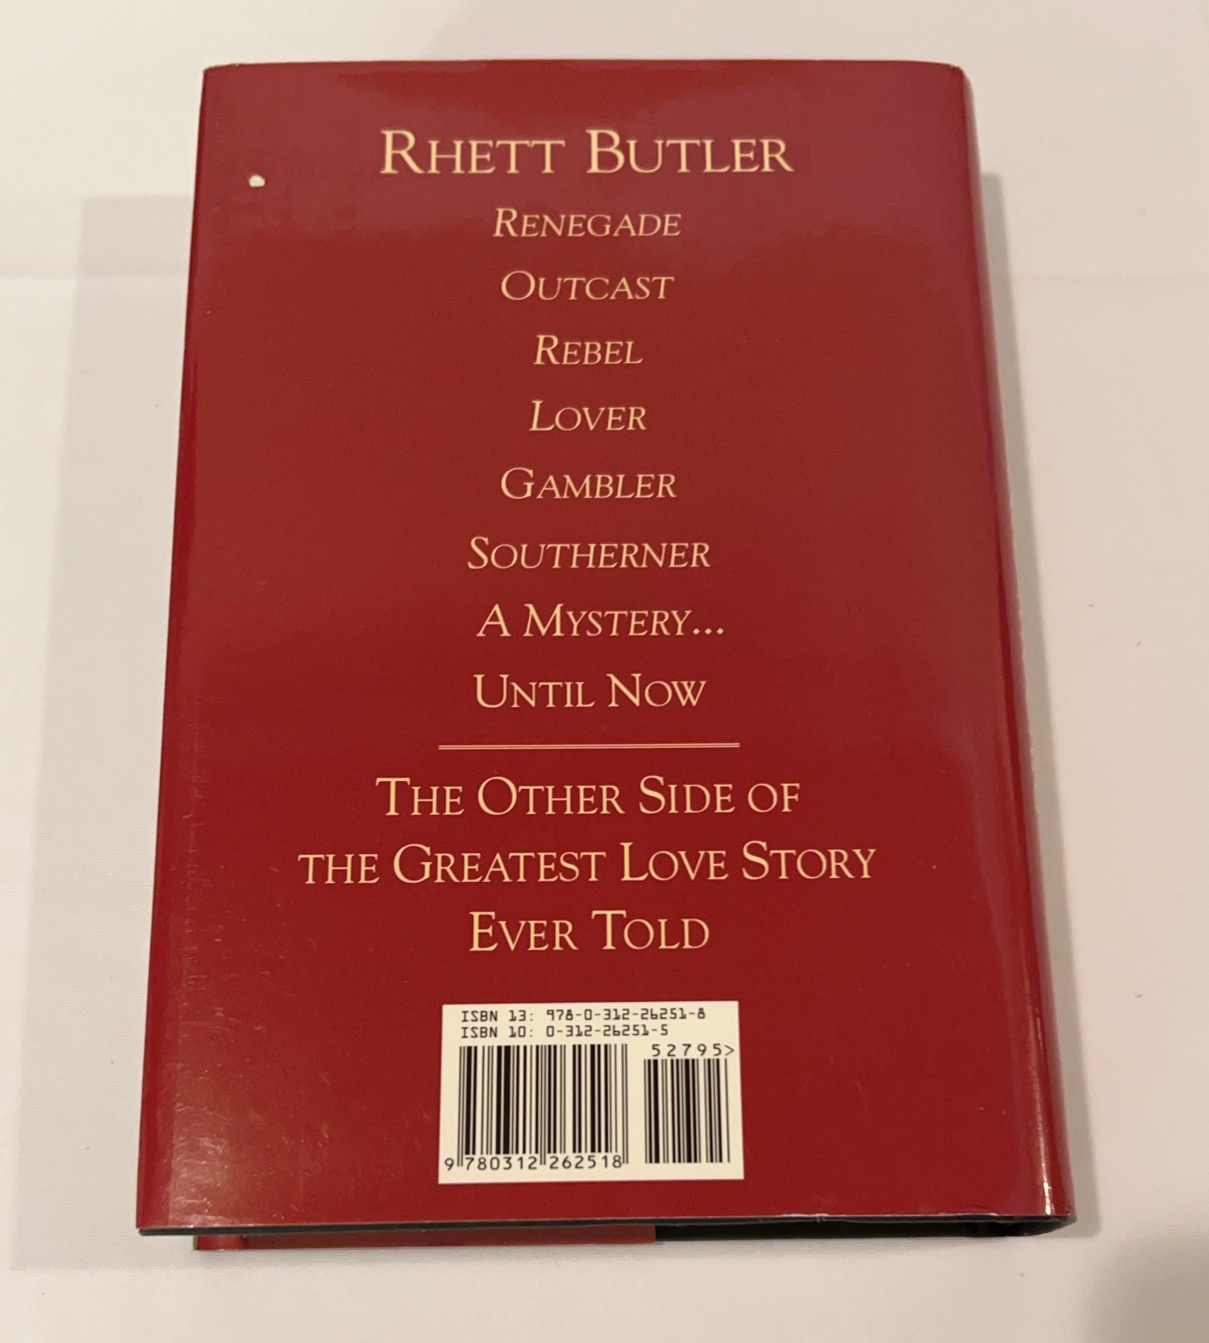 RHETT BUTLER
RENEGADE
OUTCAST
REBEL
LOVER
GAMBLER
SOUTHERNER
A MYSTERY...
UNTIL NOW
THE OTHER SIDE OF
THE GREATEST LOVE STORY
EVER TOLD
ISBN 13: 978-0-312-26251-8
ISBN 10: 0-312-26251-5
52795>
9 780312 262518